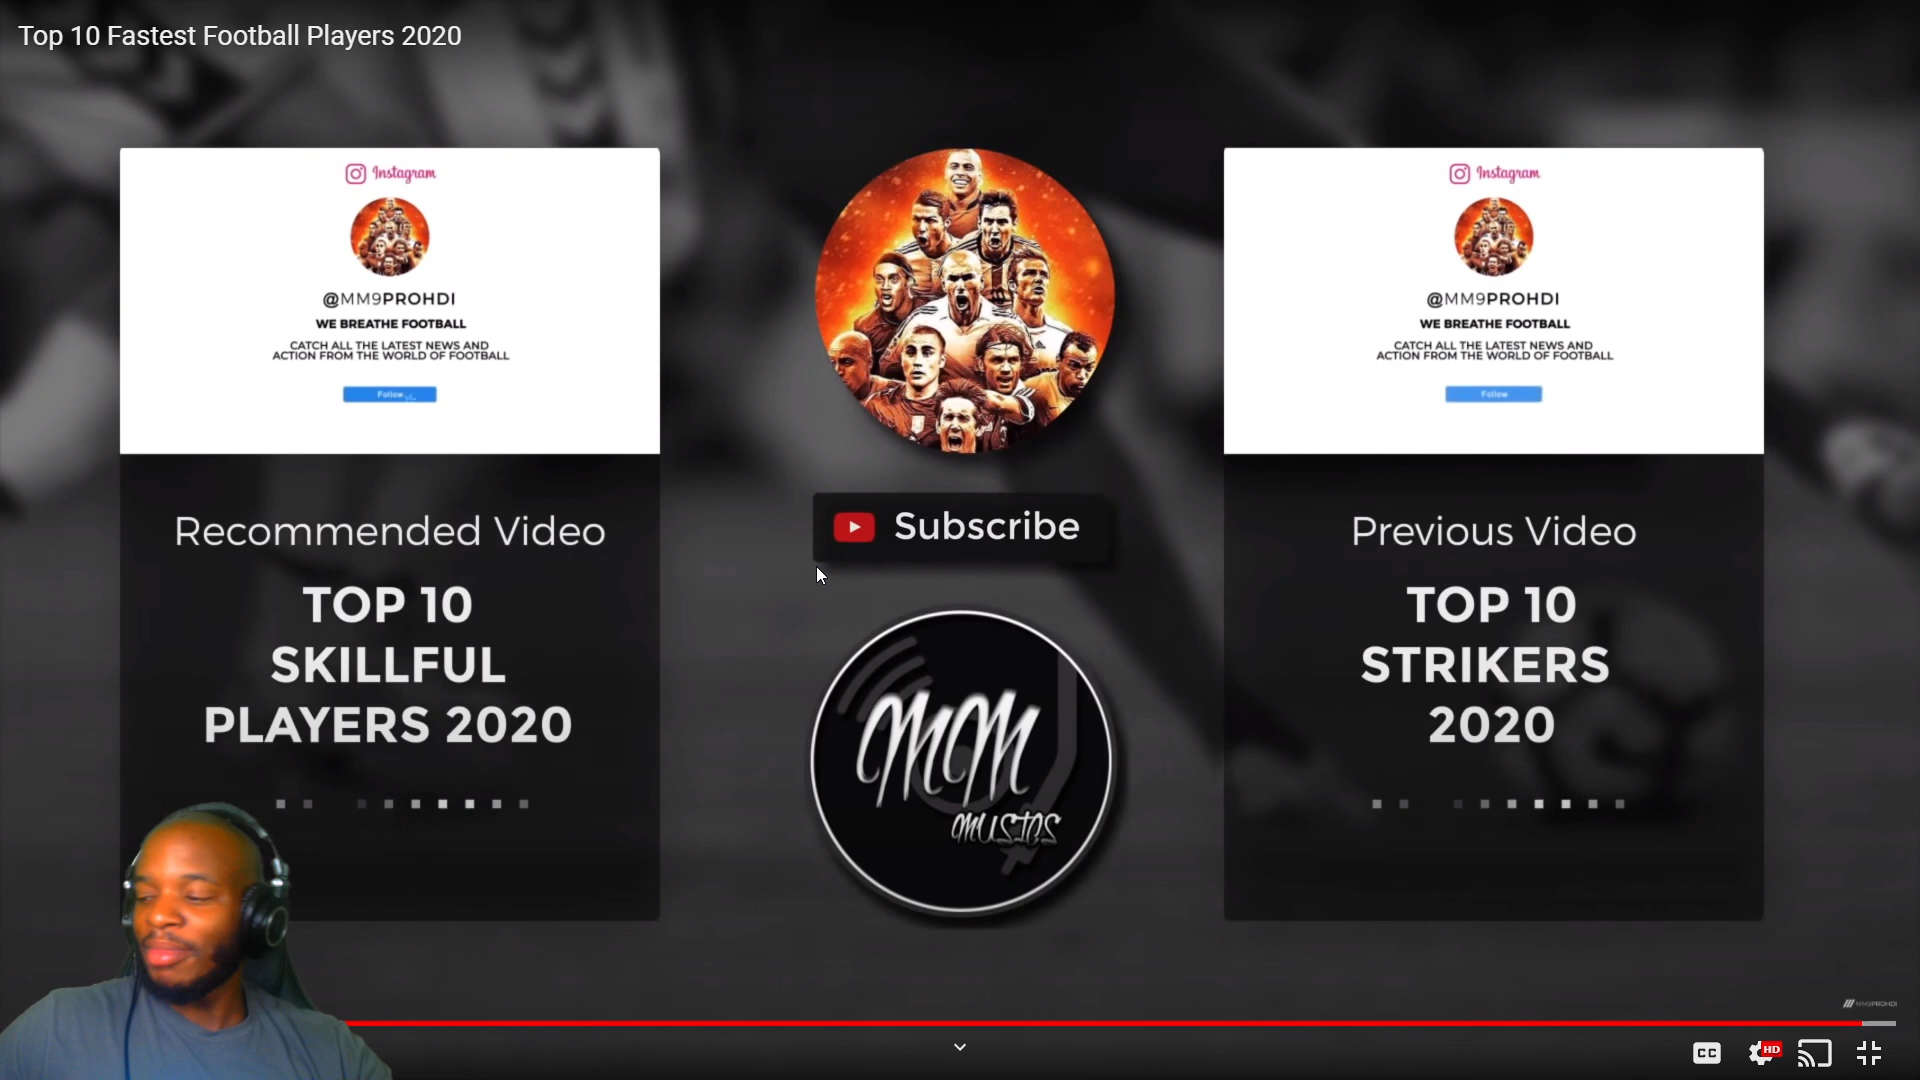 Top 10 Fastest Football Players 2020
Instagram
@MM9PROHDI
WE BREATHE FOOTBALL
CATCH ALL THE LATEST NEWS AND
ACTION FROM THE WORLD OF FOOTBALL
Follow
Recommended Video
TOP 10
SKILLFUL
PLAYERS 2020
Subscribe
MM
MUSICS
Instagram
@MM9PROHDI
WE BREATHE FOOTBALL
CATCH ALL THE LATEST NEWS AND
ACTION FROM THE WORLD OF FOOTBALL
Follow
Previous Video
TOP 10
STRIKERS
2020
MM9PROHDI
CC
HD